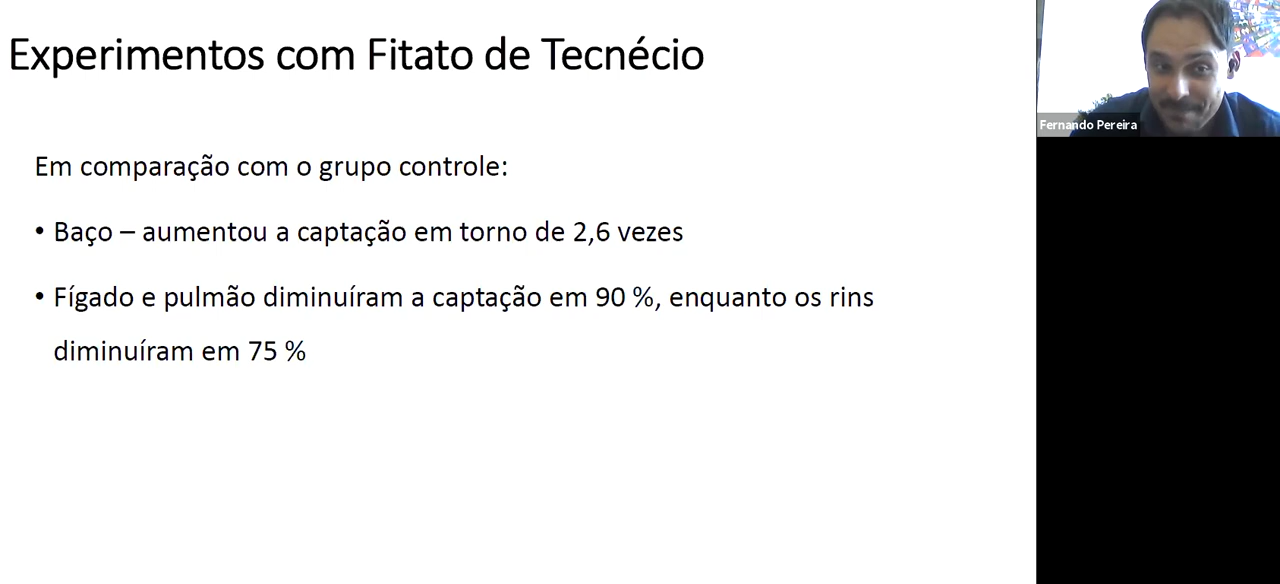 Experimentos com Fitato de Tecnécio
Em comparação com o grupo controle:
• Baço – aumentou a captação em torno de 2,6 vezes
• Fígado e pulmão diminuíram a captação em 90 %, enquanto os rins
diminuíram em 75 %
Fernando Pereira